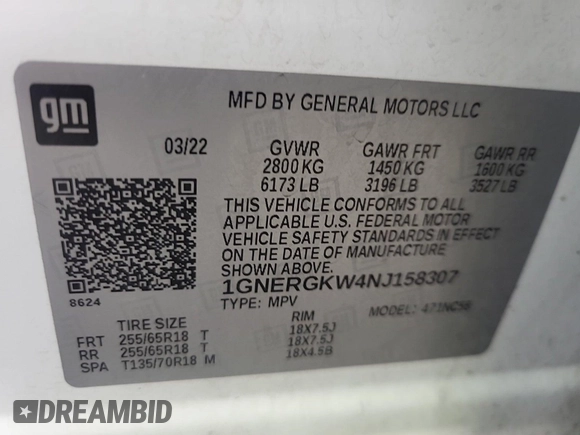 gm
MFD BY GENERAL MOTORS LLC
03/22 GVWR GAWR FRT GAWR RR
2800 KG 1450 KG 1600 KG
6173 LB 3196 LB 3527 LB
THIS VEHICLE CONFORMS TO ALL
APPLICABLE U.S. FEDERAL MOTOR
VEHICLE SAFETY STANDARDS IN EFFECT
ON THE DATE OF MANUFACTURE
1GNERGKW4NJ158307
8624
TYPE: MPV MODEL:
TIRE SIZE RIM
FRT 255/65R18 T 18X7.5J
RR 255/65R18 T 18X7.5J
SPA T135/70R18 M 18X4.5B
DREAMBID